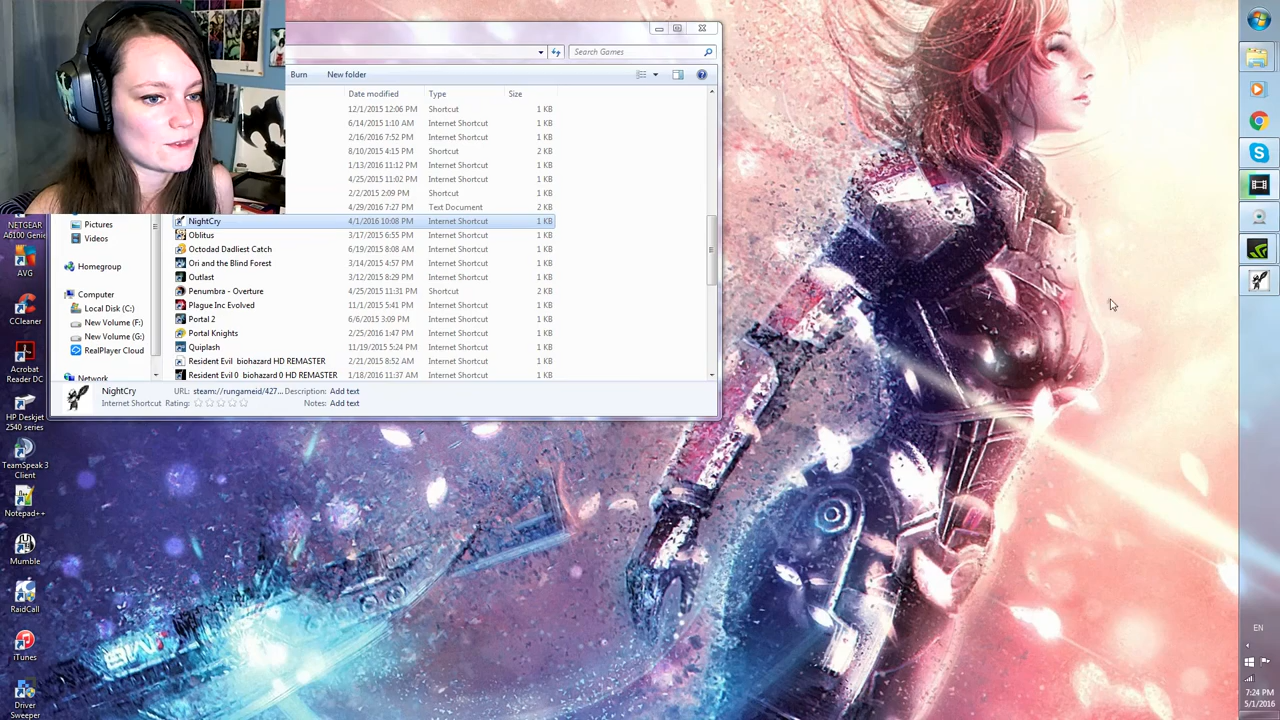 Search Games
Burn New folder
Date modified Type Size
12/1/2015 12:06 PM Shortcut 1 KB
6/14/2015 1:10 AM Internet Shortcut 1 KB
2/16/2016 7:52 PM Internet Shortcut 1 KB
8/10/2015 4:15 PM Shortcut 2 KB
1/13/2016 11:12 PM Internet Shortcut 1 KB
4/25/2015 11:02 PM Internet Shortcut 1 KB
2/2/2015 2:09 PM Shortcut 1 KB
4/29/2016 7:27 PM Text Document 2 KB
NightCry 4/1/2016 10:08 PM Internet Shortcut 1 KB
Oblitus 3/17/2015 6:55 PM Internet Shortcut 1 KB
Octodad Dadliest Catch 6/19/2015 8:08 AM Internet Shortcut 1 KB
Ori and the Blind Forest 3/14/2015 4:57 PM Internet Shortcut 1 KB
Outlast 3/12/2015 8:29 PM Internet Shortcut 1 KB
Penumbra - Overture 4/25/2015 11:31 PM Shortcut 2 KB
Plague Inc Evolved 11/1/2015 5:41 PM Internet Shortcut 1 KB
Portal 2 6/6/2015 3:09 PM Internet Shortcut 1 KB
Portal Knights 2/25/2016 1:47 PM Internet Shortcut 1 KB
Quiplash 11/19/2015 5:24 PM Internet Shortcut 1 KB
Resident Evil biohazard HD REMASTER 2/21/2015 8:52 AM Internet Shortcut 1 KB
Resident Evil 0 biohazard 0 HD REMASTER 1/18/2016 11:37 AM Internet Shortcut 1 KB
Pictures
Videos
Homegroup
Computer
Local Disk (C:)
New Volume (F:)
New Volume (G:)
RealPlayer Cloud
Network
NightCry URL: steam://rungameid/427... Description: Add text
Internet Shortcut Rating: Notes: Add text
NETGEAR
A6100 Genie
AVG
CCleaner
Acrobat
Reader DC
HP Deskjet
2540 series
TeamSpeak 3
Client
Notepad++
Mumble
RaidCall
iTunes
Driver
Sweeper
EN
7:24 PM
5/1/2016